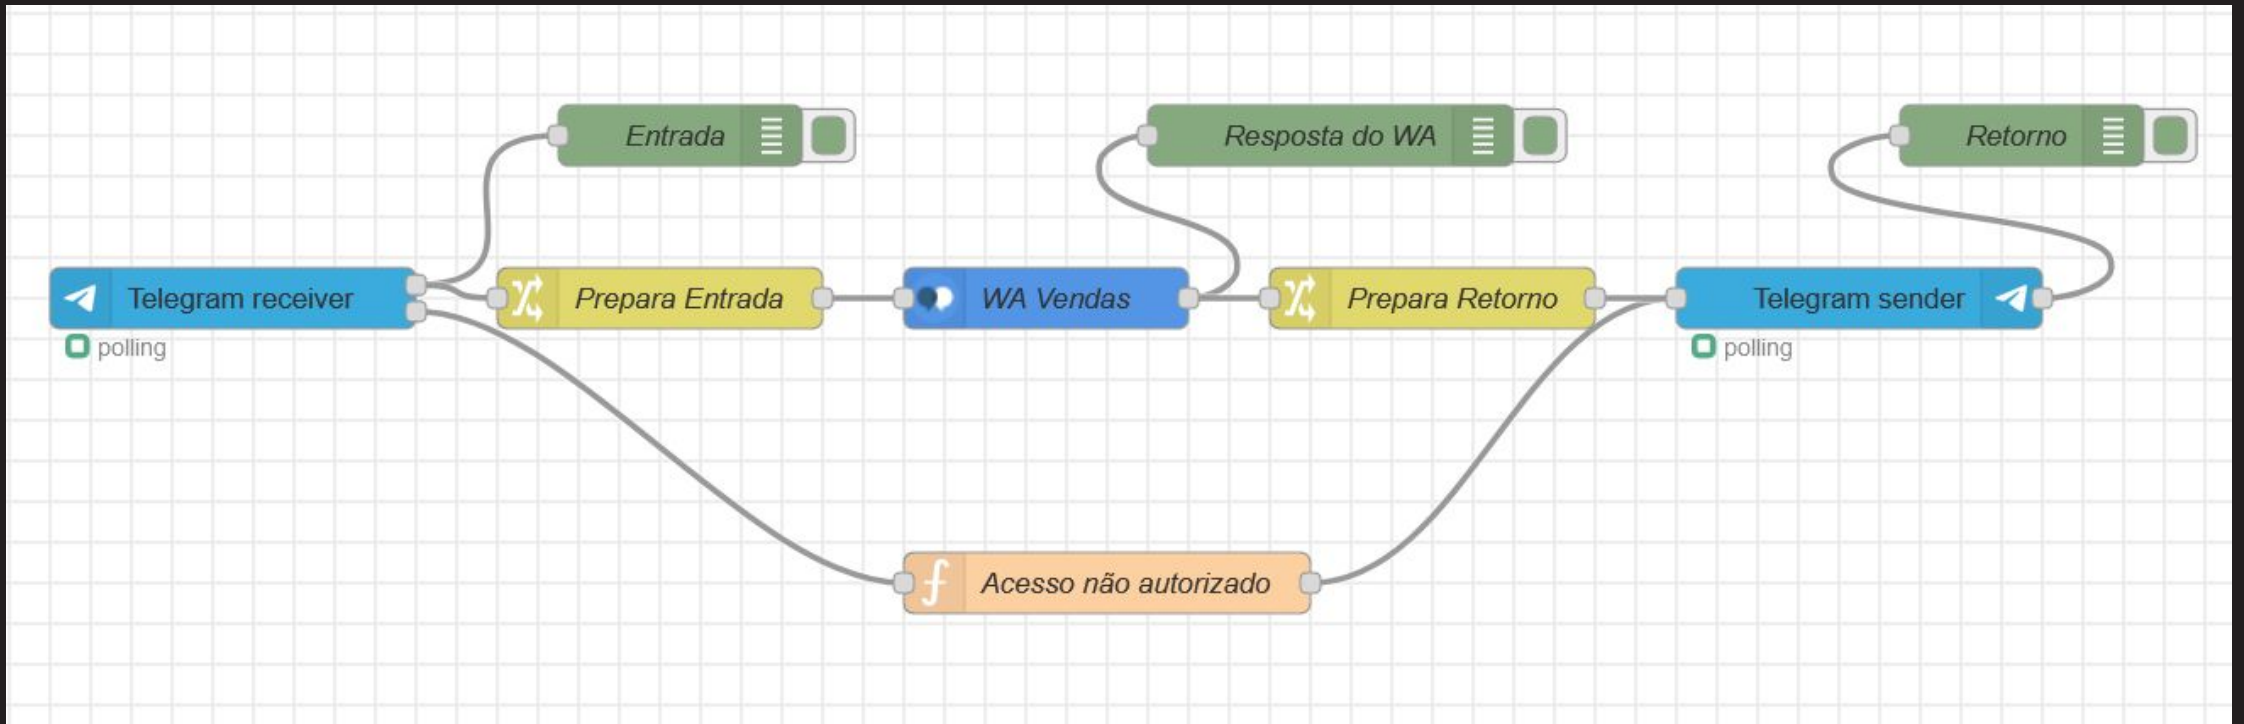 Entrada
Resposta do WA
Retorno
Telegram receiver
Prepara Entrada
WA Vendas
Prepara Retorno
Telegram sender
polling
polling
Acesso não autorizado